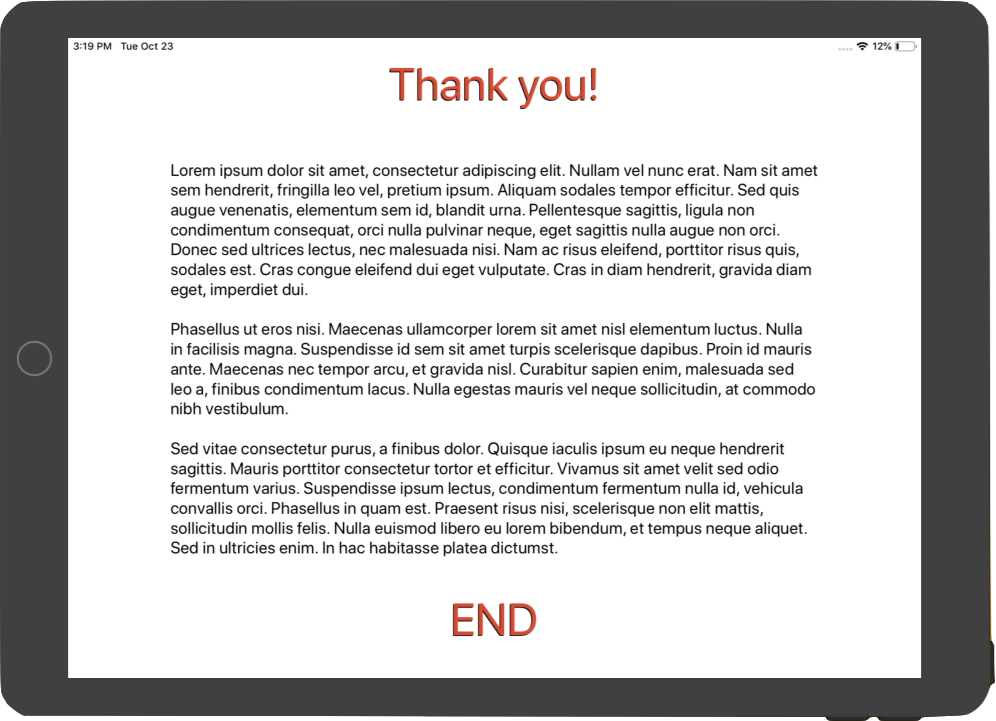 3:19 PM Tue Oct 23 12%
Thank you!
Lorem ipsum dolor sit amet, consectetur adipiscing elit. Nullam vel nunc erat. Nam sit amet
sem hendrerit, fringilla leo vel, pretium ipsum. Aliquam sodales tempor efficitur. Sed quis
augue venenatis, elementum sem id, blandit urna. Pellentesque sagittis, ligula non
condimentum consequat, orci nulla pulvinar neque, eget sagittis nulla augue non orci.
Donec sed ultrices lectus, nec malesuada nisi. Nam ac risus eleifend, porttitor risus quis,
sodales est. Cras congue eleifend dui eget vulputate. Cras in diam hendrerit, gravida diam
eget, imperdiet dui.
Phasellus ut eros nisi. Maecenas ullamcorper lorem sit amet nisl elementum luctus. Nulla
in facilisis magna. Suspendisse id sem sit amet turpis scelerisque dapibus. Proin id mauris
ante. Maecenas nec tempor arcu, et gravida nisl. Curabitur sapien enim, malesuada sed
leo a, finibus condimentum lacus. Nulla egestas mauris vel neque sollicitudin, at commodo
nibh vestibulum.
Sed vitae consectetur purus, a finibus dolor. Quisque iaculis ipsum eu neque hendrerit
sagittis. Mauris porttitor consectetur tortor et efficitur. Vivamus sit amet velit sed odio
fermentum varius. Suspendisse ipsum lectus, condimentum fermentum nulla id, vehicula
convallis orci. Phasellus in quam est. Praesent risus nisi, scelerisque non elit mattis,
sollicitudin mollis felis. Nulla euismod libero eu lorem bibendum, et tempus neque aliquet.
Sed in ultricies enim. In hac habitasse platea dictumst.
END